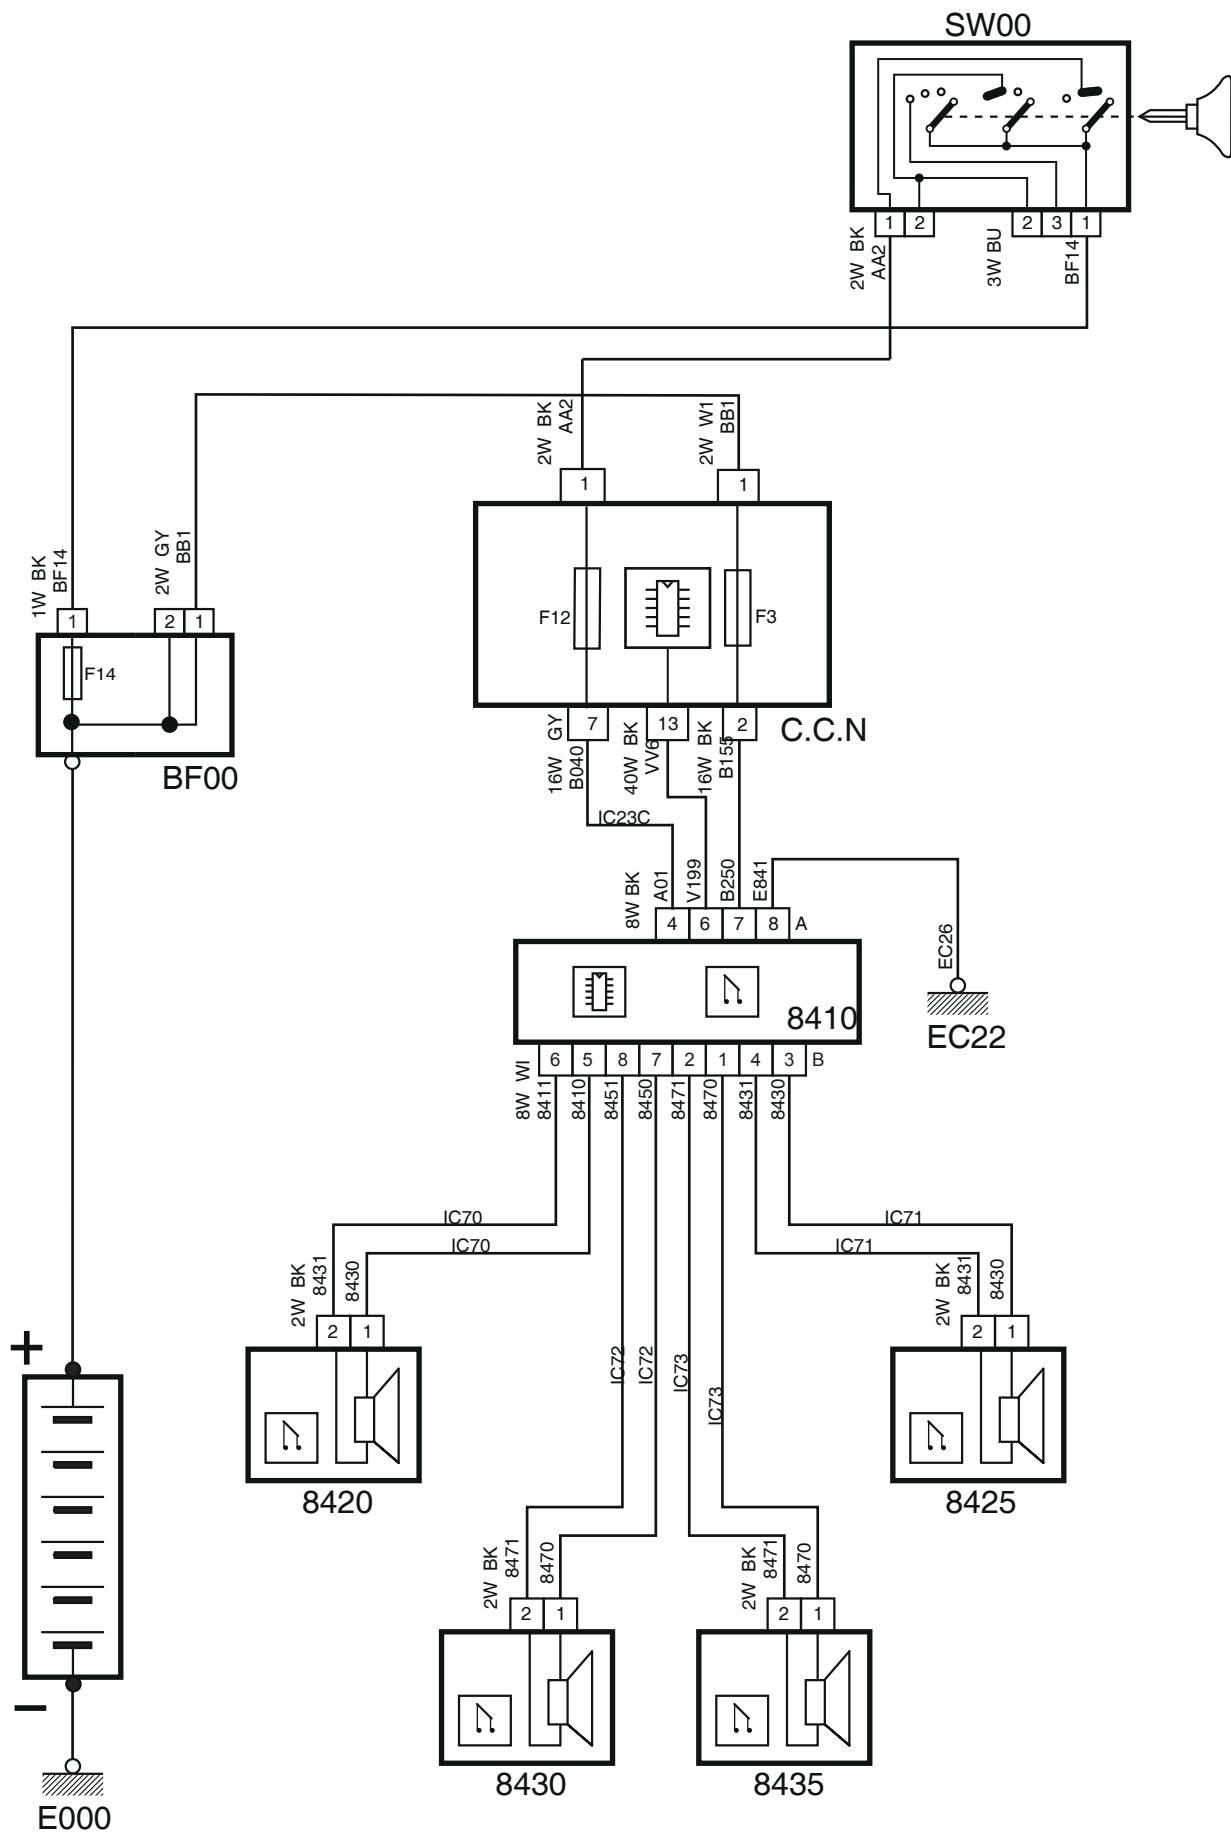 SW00
1 2 2 3 1
2W BK
AA2
3W BU
BF14
2W BK
AA2
2W W1
BB1
1 1
1W BK
BF14
2W GY
BB1
1 2 1
F14
BF00
F12
F3
7 13 2
C.C.N
16W GY
B040
40W BK
VV6
16W BK
B155
IC23C
8W BK
A01
V199
B250
E841
4 6 7 8 A
EC26
EC22
8410
6 5 8 7 2 1 4 3 B
8W WI
8411
8410
8451
8450
8471
8470
8431
8430
IC70
IC70
IC71
IC71
2W BK
8431
8430
2 1
8420
IC72
IC72
IC73
IC73
2W BK
8431
8430
2 1
8425
2W BK
8471
8470
2 1
8430
2W BK
8471
8470
2 1
8435
+
−
E000